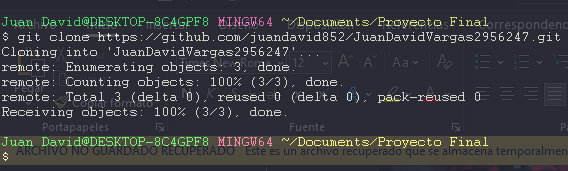 Juan David@DESKTOP-8C4GPF8 MINGW64 ~/Documents/Proyecto Final
$ git clone https://github.com/juandavid852/JuanDavidVargas2956247.git
Cloning into 'JuanDavidVargas2956247'...
remote: Enumerating objects: 3, done.
remote: Counting objects: 100% (3/3), done.
remote: Total 3 (delta 0), reused 0 (delta 0), pack-reused 0
Receiving objects: 100% (3/3), done.
Portapapeles Fuente
Juan David@DESKTOP-8C4GPF8 MINGW64 ~/Documents/Proyecto Final
$
ARCHIVO NO GUARDADO RECUPERADO Este es un archivo recuperado que se almacena temporalmen